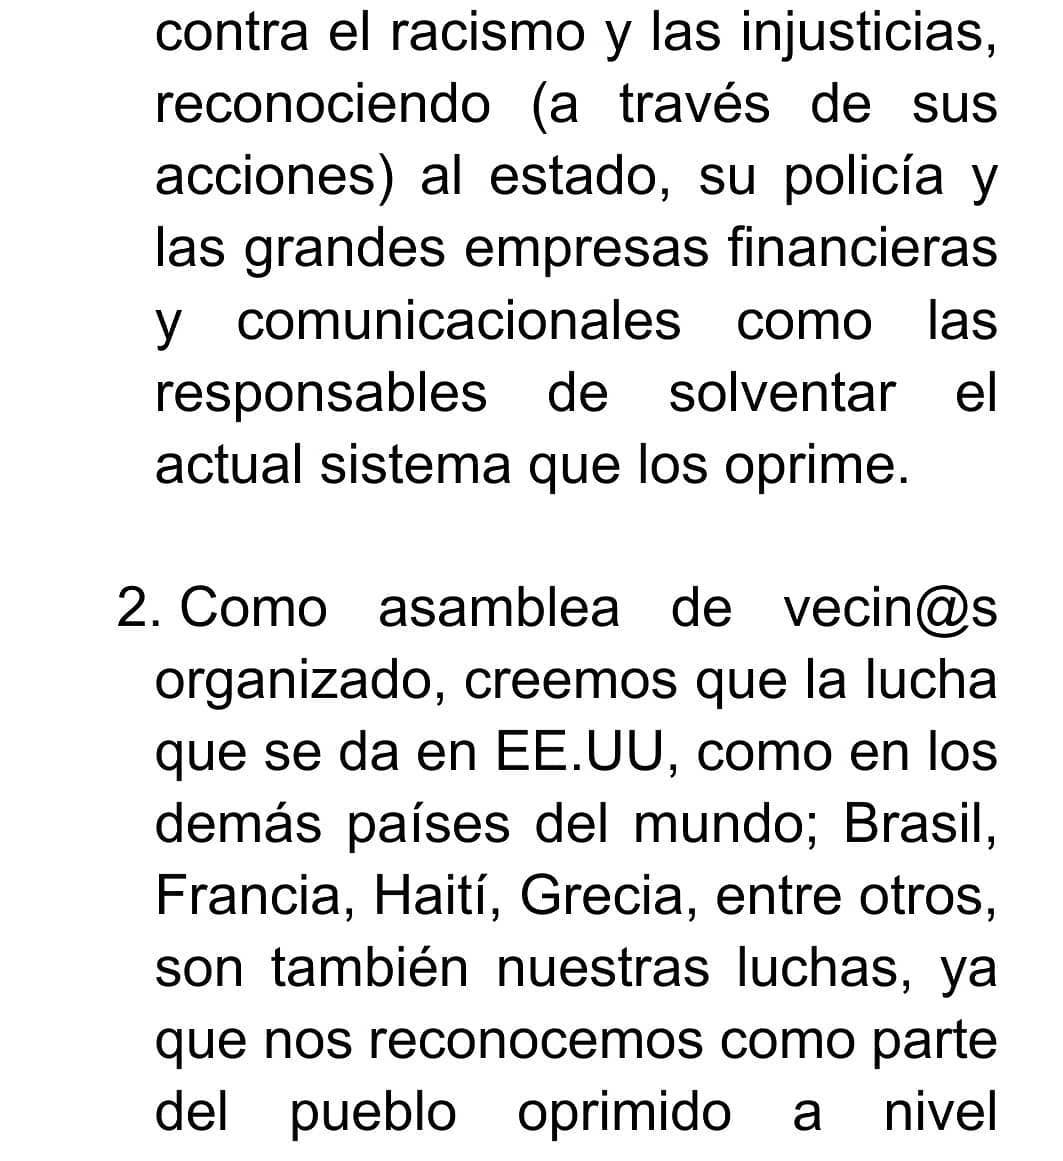 contra el racismo y las injusticias,
reconociendo (a través de sus
acciones) al estado, su policía y
las grandes empresas financieras
y comunicacionales como las
responsables de solventar el
actual sistema que los oprime.
2. Como asamblea de vecin@s
organizado, creemos que la lucha
que se da en EE.UU, como en los
demás países del mundo; Brasil,
Francia, Haití, Grecia, entre otros,
son también nuestras luchas, ya
que nos reconocemos como parte
del pueblo oprimido a nivel